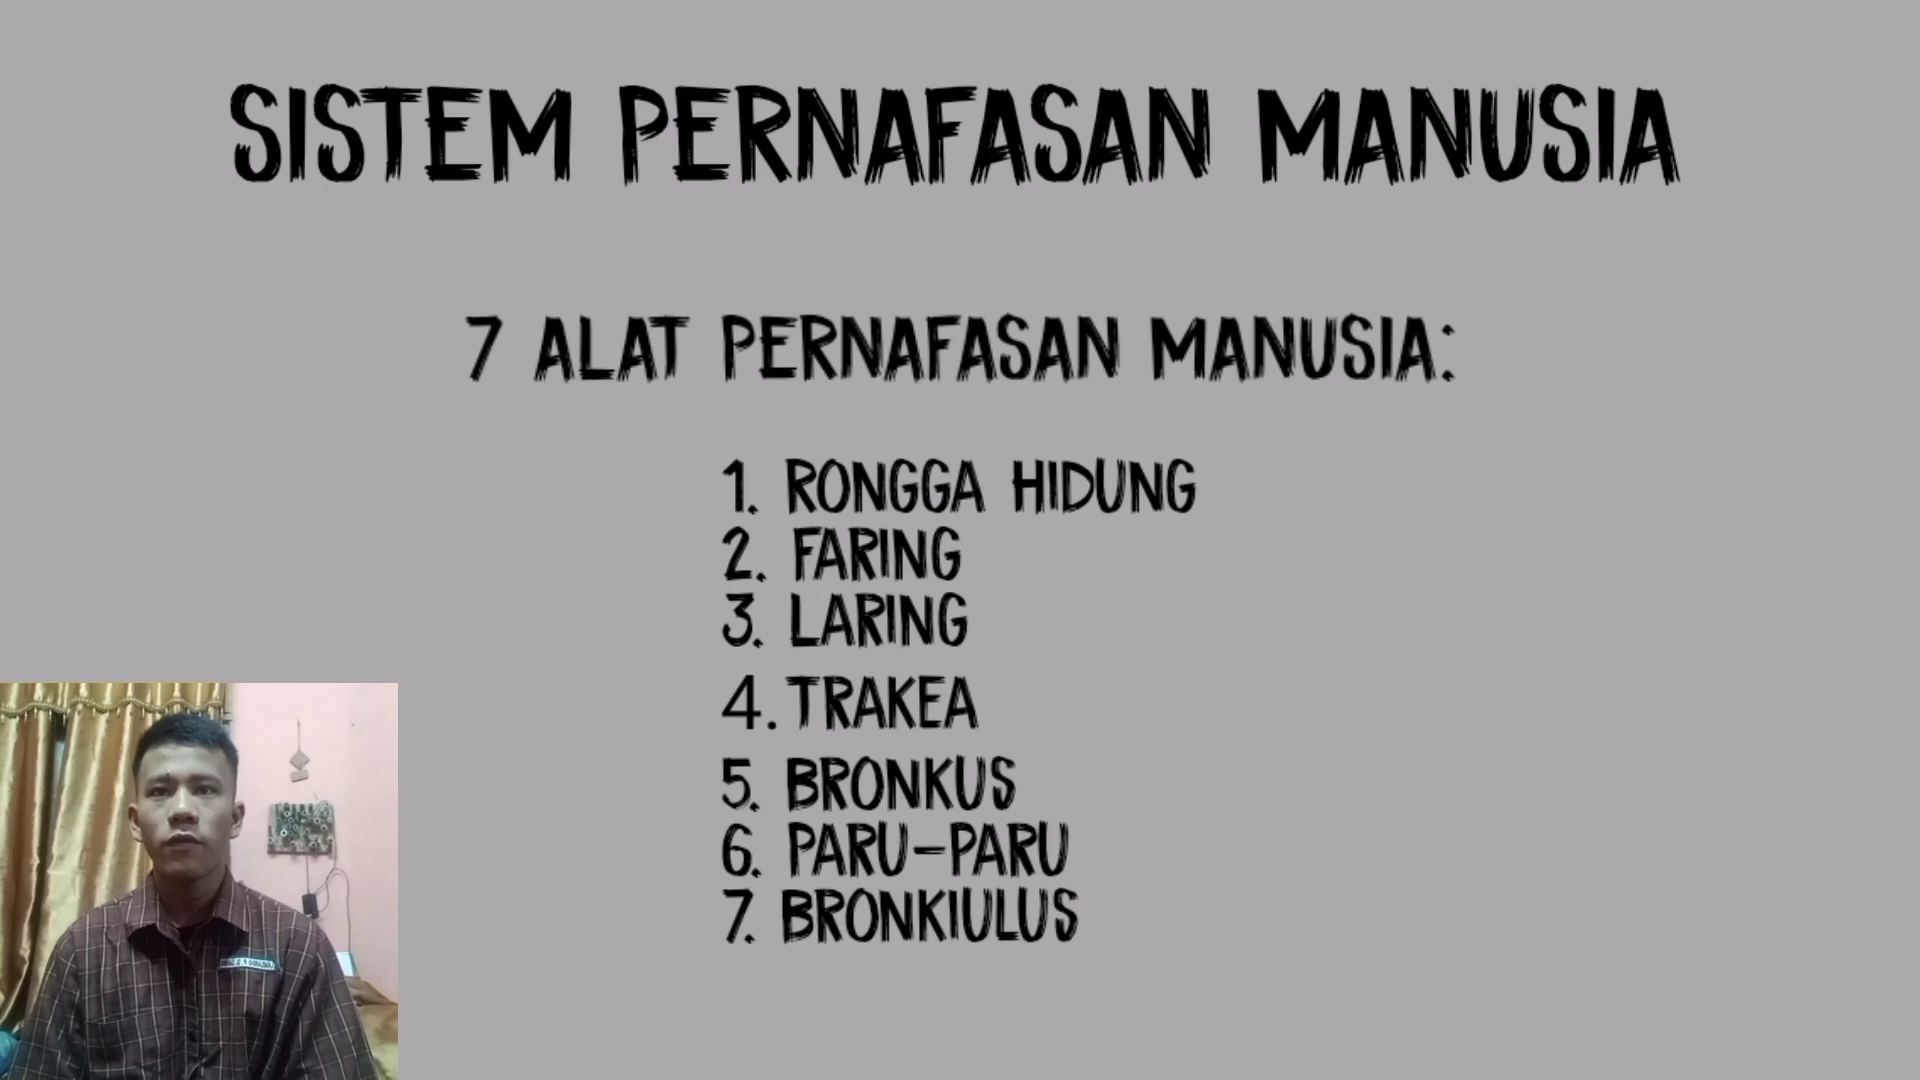 SISTEM PERNAFASAN MANUSIA
7 ALAT PERNAFASAN MANUSIA:
1. RONGGA HIDUNG
2. FARING
3. LARING
4. TRAKEA
5. BRONKUS
6. PARU-PARU
7. BRONKIULUS